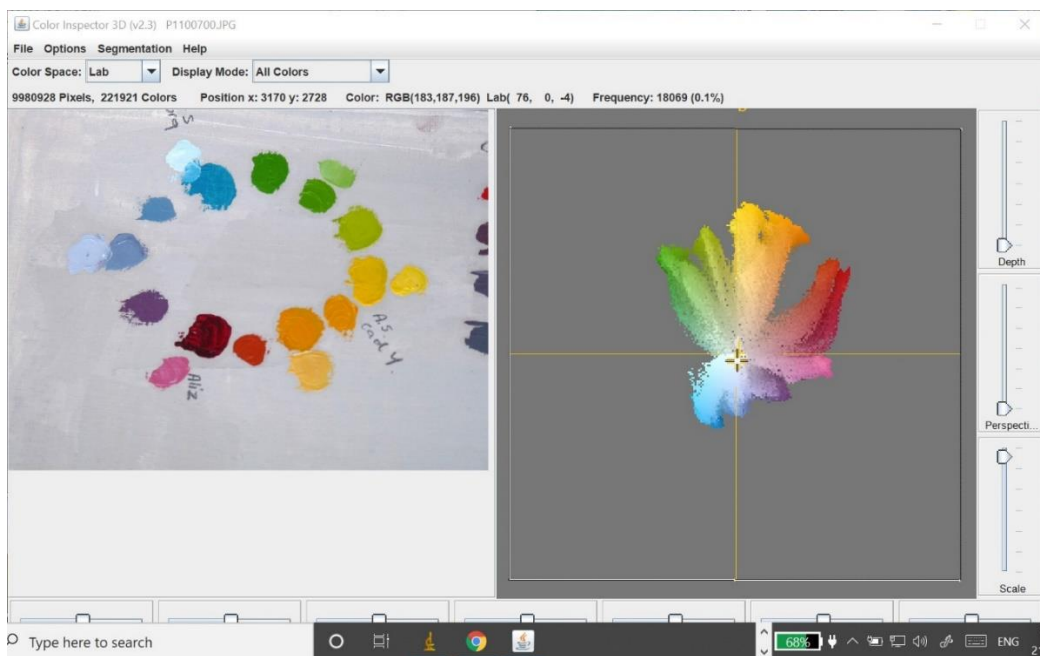 Color Inspector 3D (v2.3) P1100700.JPG
File Options Segmentation Help
Color Space: Lab Display Mode: All Colors
9980928 Pixels, 221921 Colors Position x: 3170 y: 2728 Color: RGB(183,187,196) Lab( 76, 0, -4) Frequency: 18069 (0.1%)
A.S.
cad Y.
Aliz
Depth
Perspecti...
Scale
Type here to search
68%
ENG